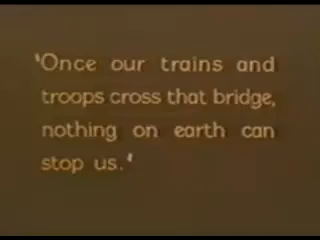 'Once our trains and
troops cross that bridge,
nothing on earth can
stop us.'